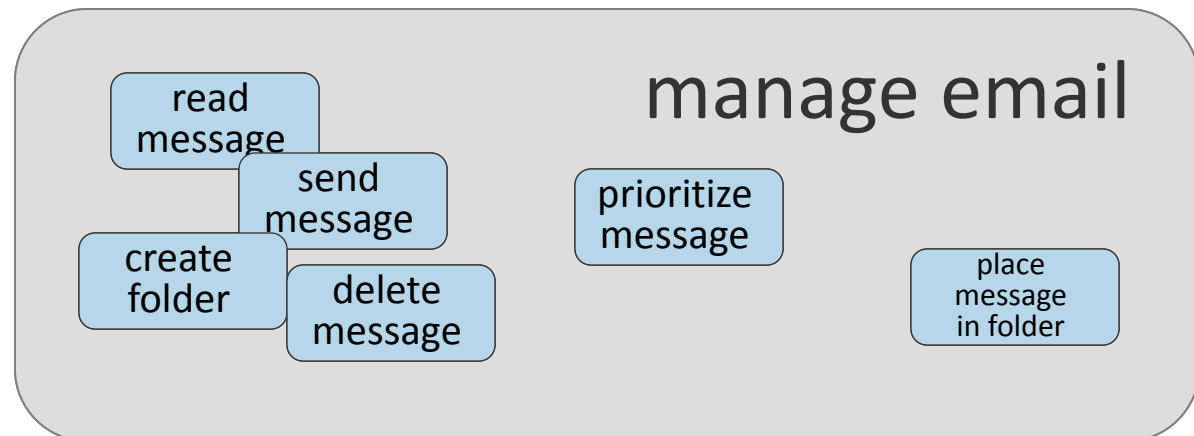 manage email
read
message
send
message
create
folder
delete
message
prioritize
message
place
message
in folder